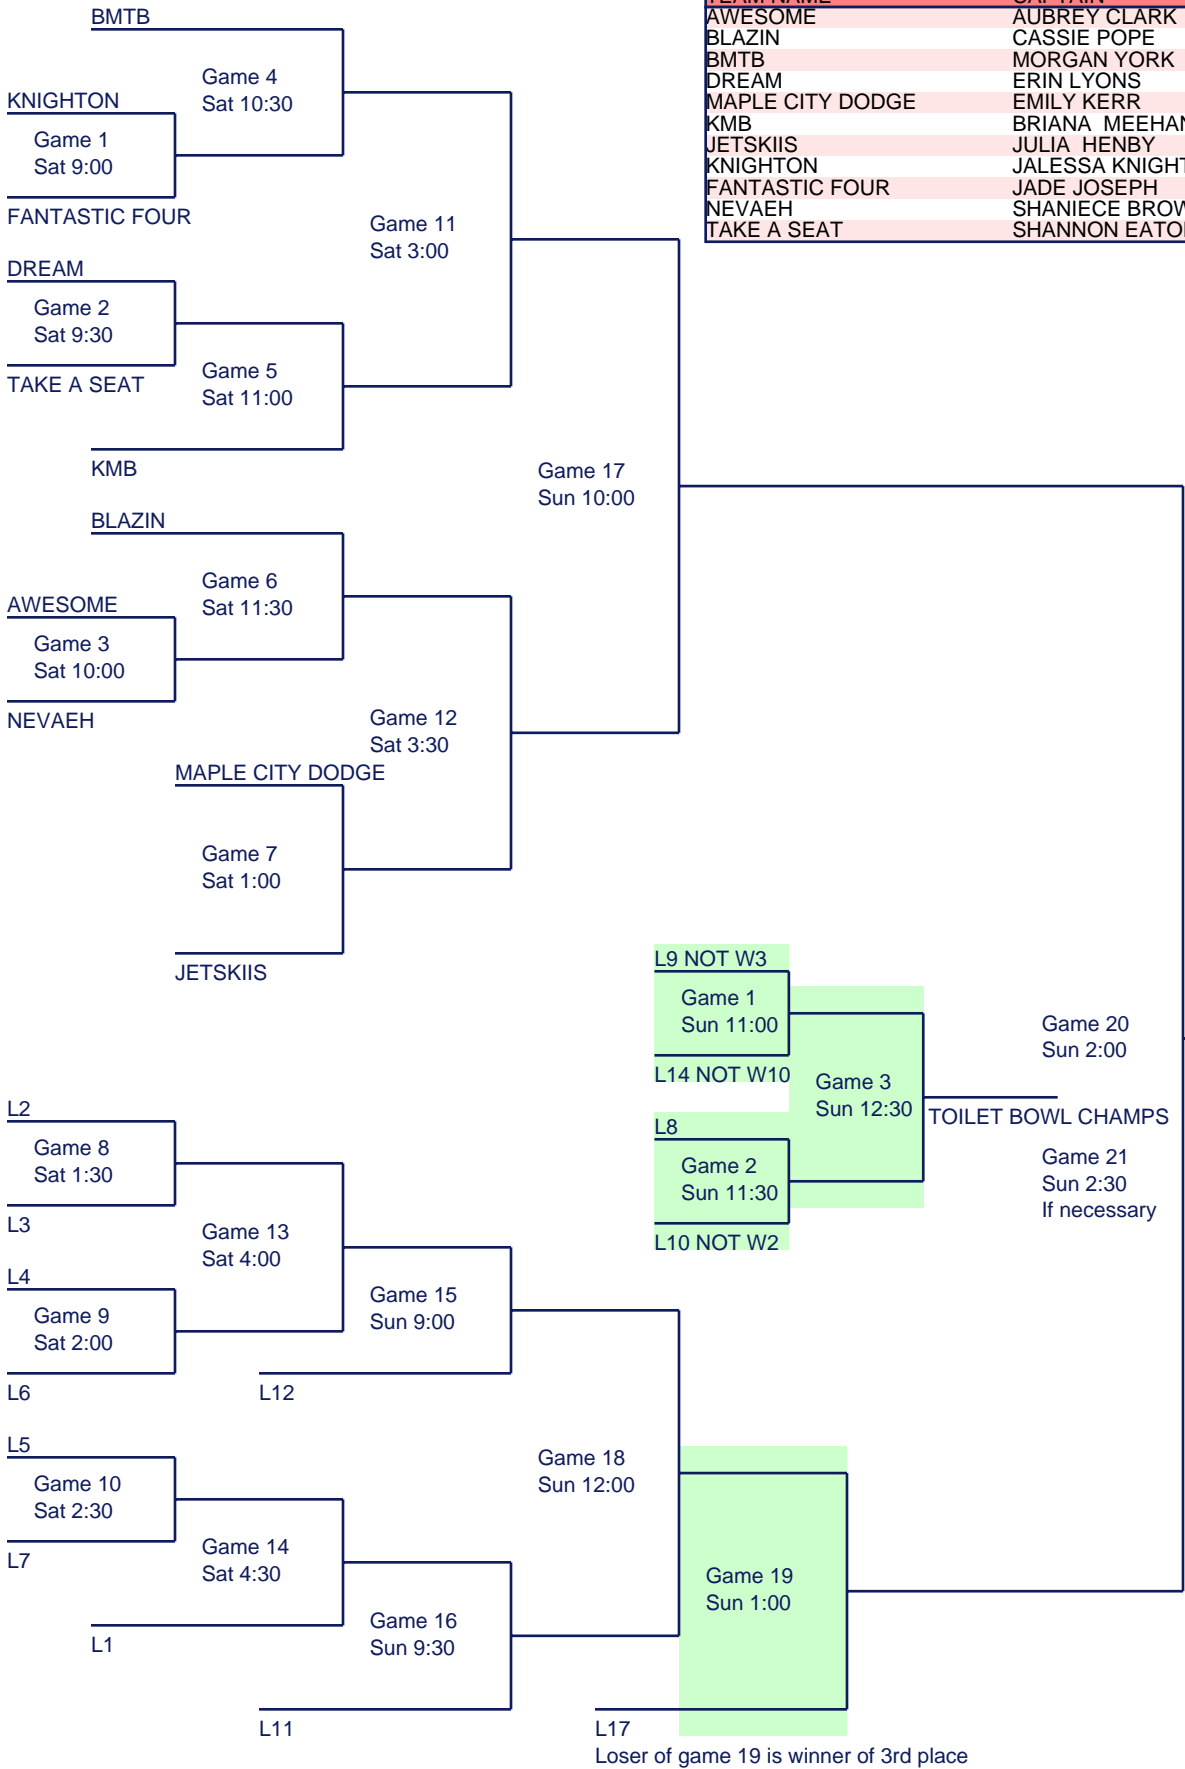 BMTB
Game 4
Sat 10:30
KNIGHTON
Game 1
Sat 9:00
FANTASTIC FOUR
Game 11
Sat 3:00
DREAM
Game 2
Sat 9:30
TAKE A SEAT
Game 5
Sat 11:00
KMB
Game 17
Sun 10:00
BLAZIN
Game 6
Sat 11:30
AWESOME
Game 3
Sat 10:00
NEVAEH
Game 12
Sat 3:30
MAPLE CITY DODGE
Game 7
Sat 1:00
JETSKIIS
TEAM NAME CAPTAIN
AWESOME AUBREY CLARK
BLAZIN CASSIE POPE
BMTB MORGAN YORK
DREAM ERIN LYONS
MAPLE CITY DODGE EMILY KERR
KMB BRIANA MEEHAN
JETSKIIS JULIA HENBY
KNIGHTON JALESSA KNIGHT
FANTASTIC FOUR JADE JOSEPH
NEVAEH SHANIECE BROW
TAKE A SEAT SHANNON EATO
L9 NOT W3
Game 1
Sun 11:00
L14 NOT W10
Game 3
Sun 12:30
L8
Game 2
Sun 11:30
L10 NOT W2
TOILET BOWL CHAMPS
Game 20
Sun 2:00
Game 21
Sun 2:30
If necessary
L2
Game 8
Sat 1:30
L3
Game 13
Sat 4:00
L4
Game 9
Sat 2:00
L6
Game 15
Sun 9:00
L12
L5
Game 10
Sat 2:30
L7
Game 14
Sat 4:30
L1
Game 16
Sun 9:30
L11
Game 18
Sun 12:00
Game 19
Sun 1:00
L17
Loser of game 19 is winner of 3rd place